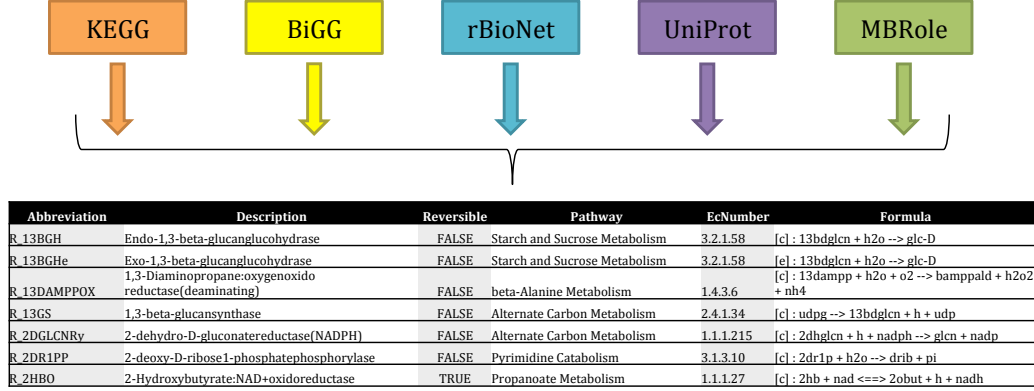 KEGG BiGG rBioNet UniProt MBRole
Abbreviation Description Reversible Pathway EcNumber Formula
R_13BGH Endo-1,3-beta-glucanglucohydrase FALSE Starch and Sucrose Metabolism 3.2.1.58 [c] : 13bdglcn + h2o --> glc-D
R_13BGHe Exo-1,3-beta-glucanglucohydrase FALSE Starch and Sucrose Metabolism 3.2.1.58 [e] : 13bdglcn + h2o --> glc-D
1,3-Diaminopropane:oxygenoxido [c] : 13dampp + h2o + o2 --> bamppald + h2o2
R_13DAMPPOX reductase(deaminating) FALSE beta-Alanine Metabolism 1.4.3.6 + nh4
R_13GS 1,3-beta-glucansynthase FALSE Alternate Carbon Metabolism 2.4.1.34 [c] : udpg --> 13bdglcn + h + udp
R_2DGLCNRy 2-dehydro-D-gluconatereductase(NADPH) FALSE Alternate Carbon Metabolism 1.1.1.215 [c] : 2dhglcn + h + nadph --> glcn + nadp
R_2DR1PP 2-deoxy-D-ribose1-phosphatephosphorylase FALSE Pyrimidine Catabolism 3.1.3.10 [c] : 2dr1p + h2o --> drib + pi
R_2HBO 2-Hydroxybutyrate:NAD+oxidoreductase TRUE Propanoate Metabolism 1.1.1.27 [c] : 2hb + nad <==> 2obut + h + nadh